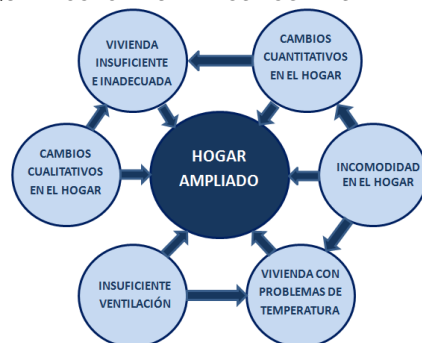 VIVIENDA
INSUFICIENTE
E INADECUADA
CAMBIOS
CUANTITATIVOS
EN EL HOGAR
CAMBIOS
CUALITATIVOS
EN EL HOGAR
HOGAR
AMPLIADO
INCOMODIDAD
EN EL HOGAR
INSUFICIENTE
VENTILACIÓN
VIVIENDA CON
PROBLEMAS DE
TEMPERATURA